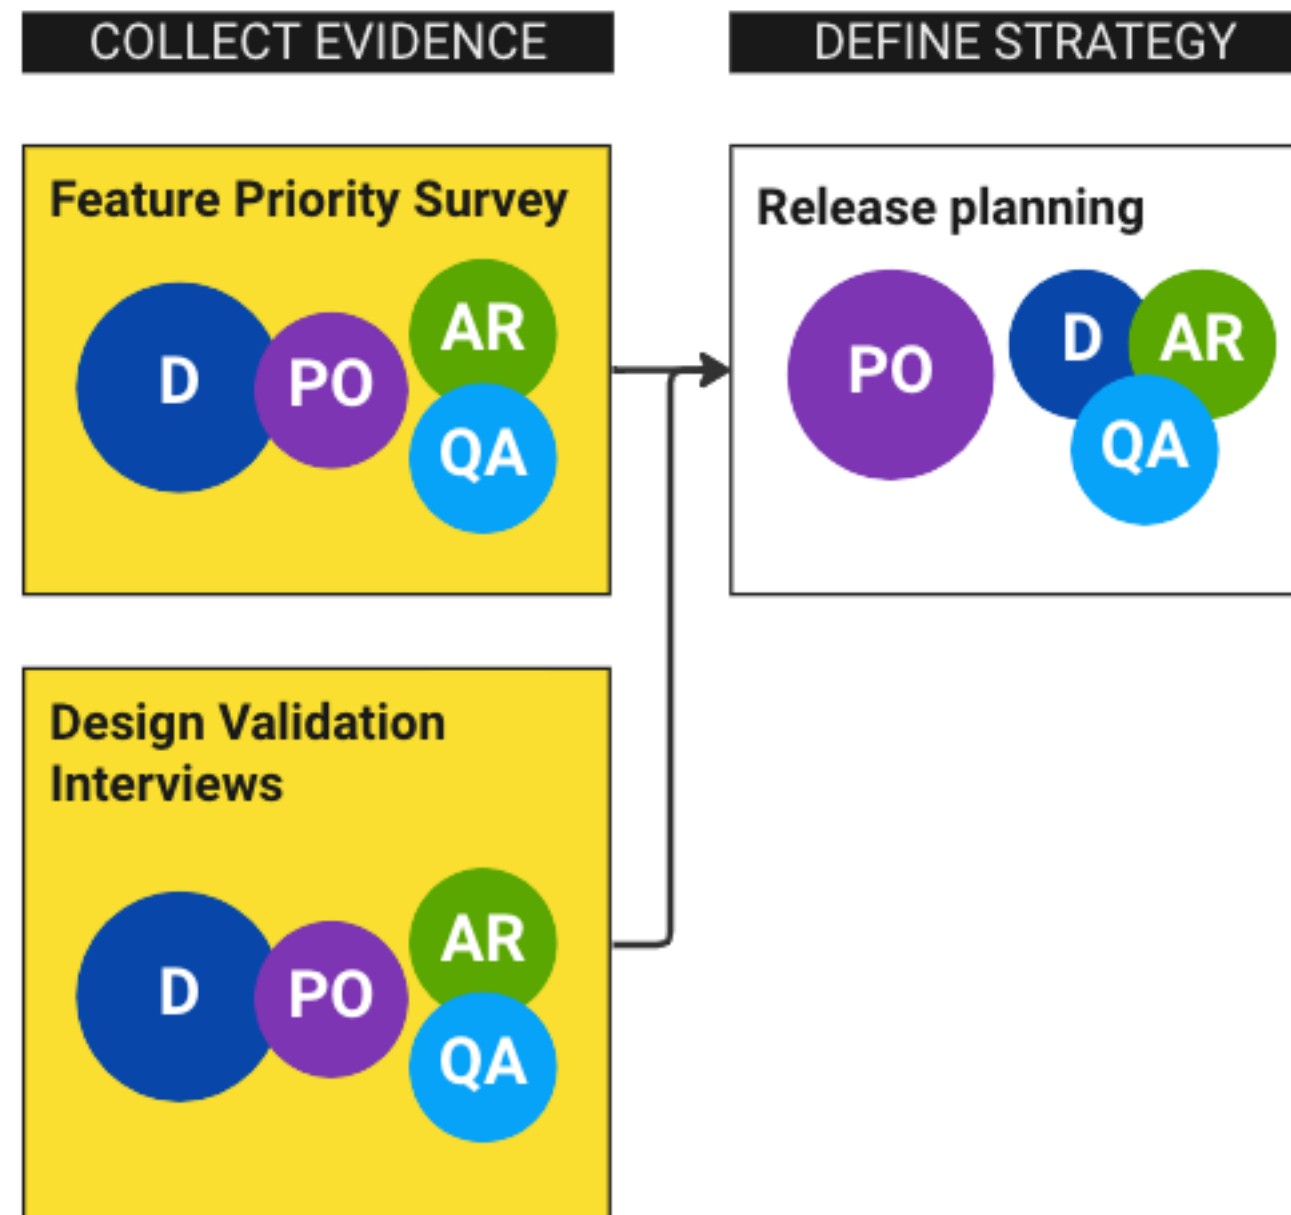 COLLECT EVIDENCE
DEFINE STRATEGY
Feature Priority Survey
D
PO
AR
QA
Release planning
PO
D
AR
QA
Design Validation
Interviews
D
PO
AR
QA